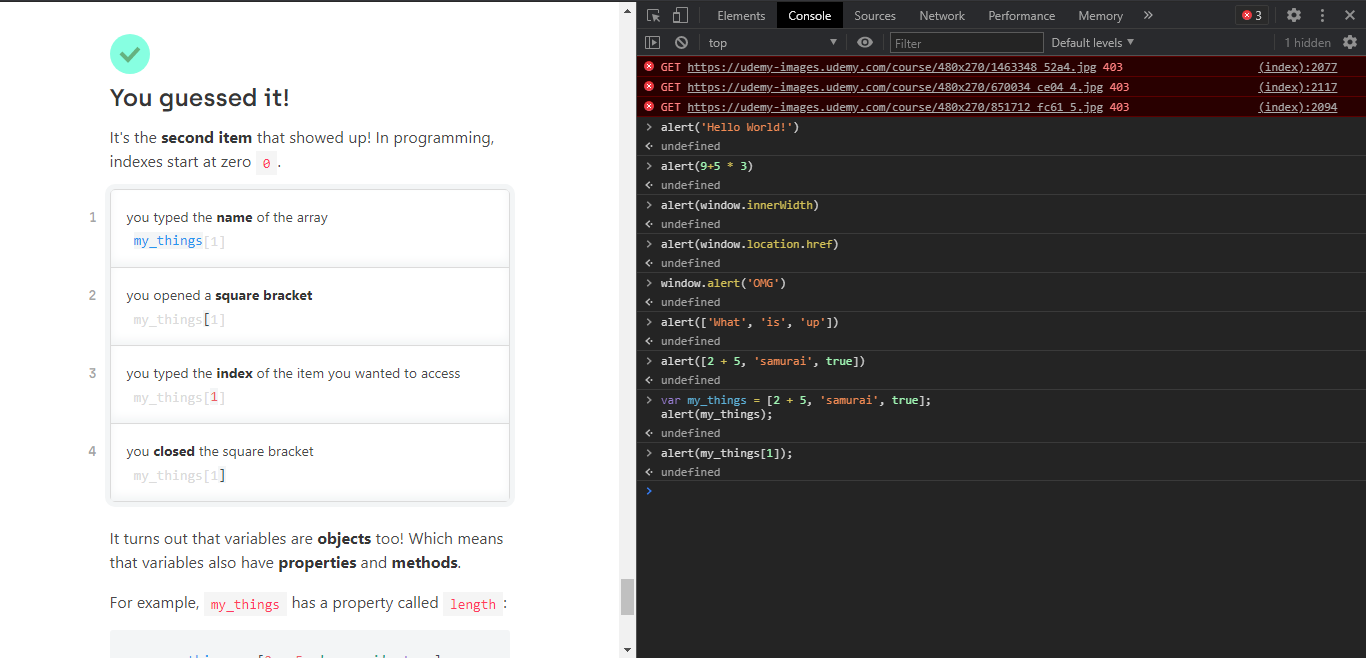 You guessed it!
It's the second item that showed up! In programming,
indexes start at zero 0 .
1
you typed the name of the array
my_things[1]
2
you opened a square bracket
my_things[1]
3
you typed the index of the item you wanted to access
my_things[1]
4
you closed the square bracket
my_things[1]
It turns out that variables are objects too! Which means
that variables also have properties and methods.
For example, my_things has a property called length :
Elements Console Sources Network Performance Memory » 3
top Filter Default levels ▼ 1 hidden
GET https://udemy-images.udemy.com/course/480x270/1463348_52a4.jpg 403 (index):2077
GET https://udemy-images.udemy.com/course/480x270/670034_ce04_4.jpg 403 (index):2117
GET https://udemy-images.udemy.com/course/480x270/851712_fc61_5.jpg 403 (index):2094
> alert('Hello World!')
undefined
> alert(9+5 * 3)
undefined
> alert(window.innerWidth)
undefined
> alert(window.location.href)
undefined
> window.alert('OMG')
undefined
> alert(['What', 'is', 'up'])
undefined
> alert([2 + 5, 'samurai', true])
undefined
> var my_things = [2 + 5, 'samurai', true];
alert(my_things);
undefined
> alert(my_things[1]);
undefined
>